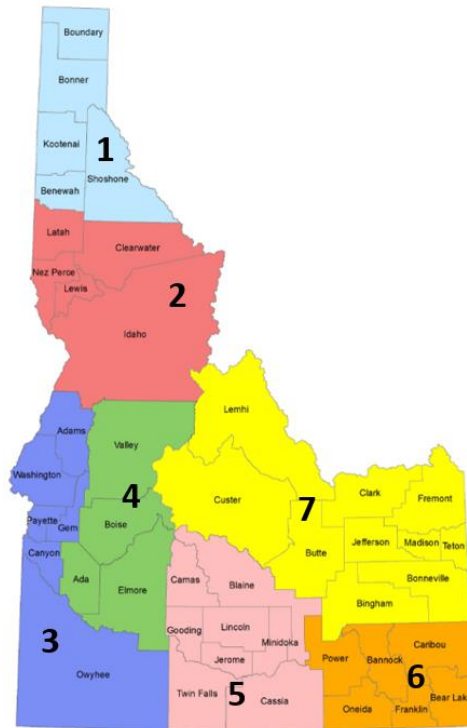 Boundary
Bonner
Kootenai
1
Shoshone
Benewah
Latah
Clearwater
Nez Perce
Lewis
2
Idaho
Lemhi
Adams
Valley
Washington
Custer
4
7
Clark
Fremont
Payette
Gem
Boise
Butte
Jefferson
Madison
Teton
Canyon
Ada
Elmore
Camas
Blaine
Bonneville
Bingham
3
Gooding
Lincoln
Minidoka
Jerome
Owyhee
Twin Falls
5
Cassia
Power
Bannock
Caribou
6
Oneida
Franklin
Bear Lake